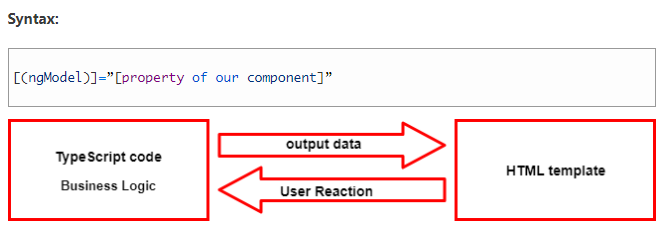 Syntax:
[(ngModel)]=”[property of our component]”
TypeScript code
Business Logic
output data
User Reaction
HTML template